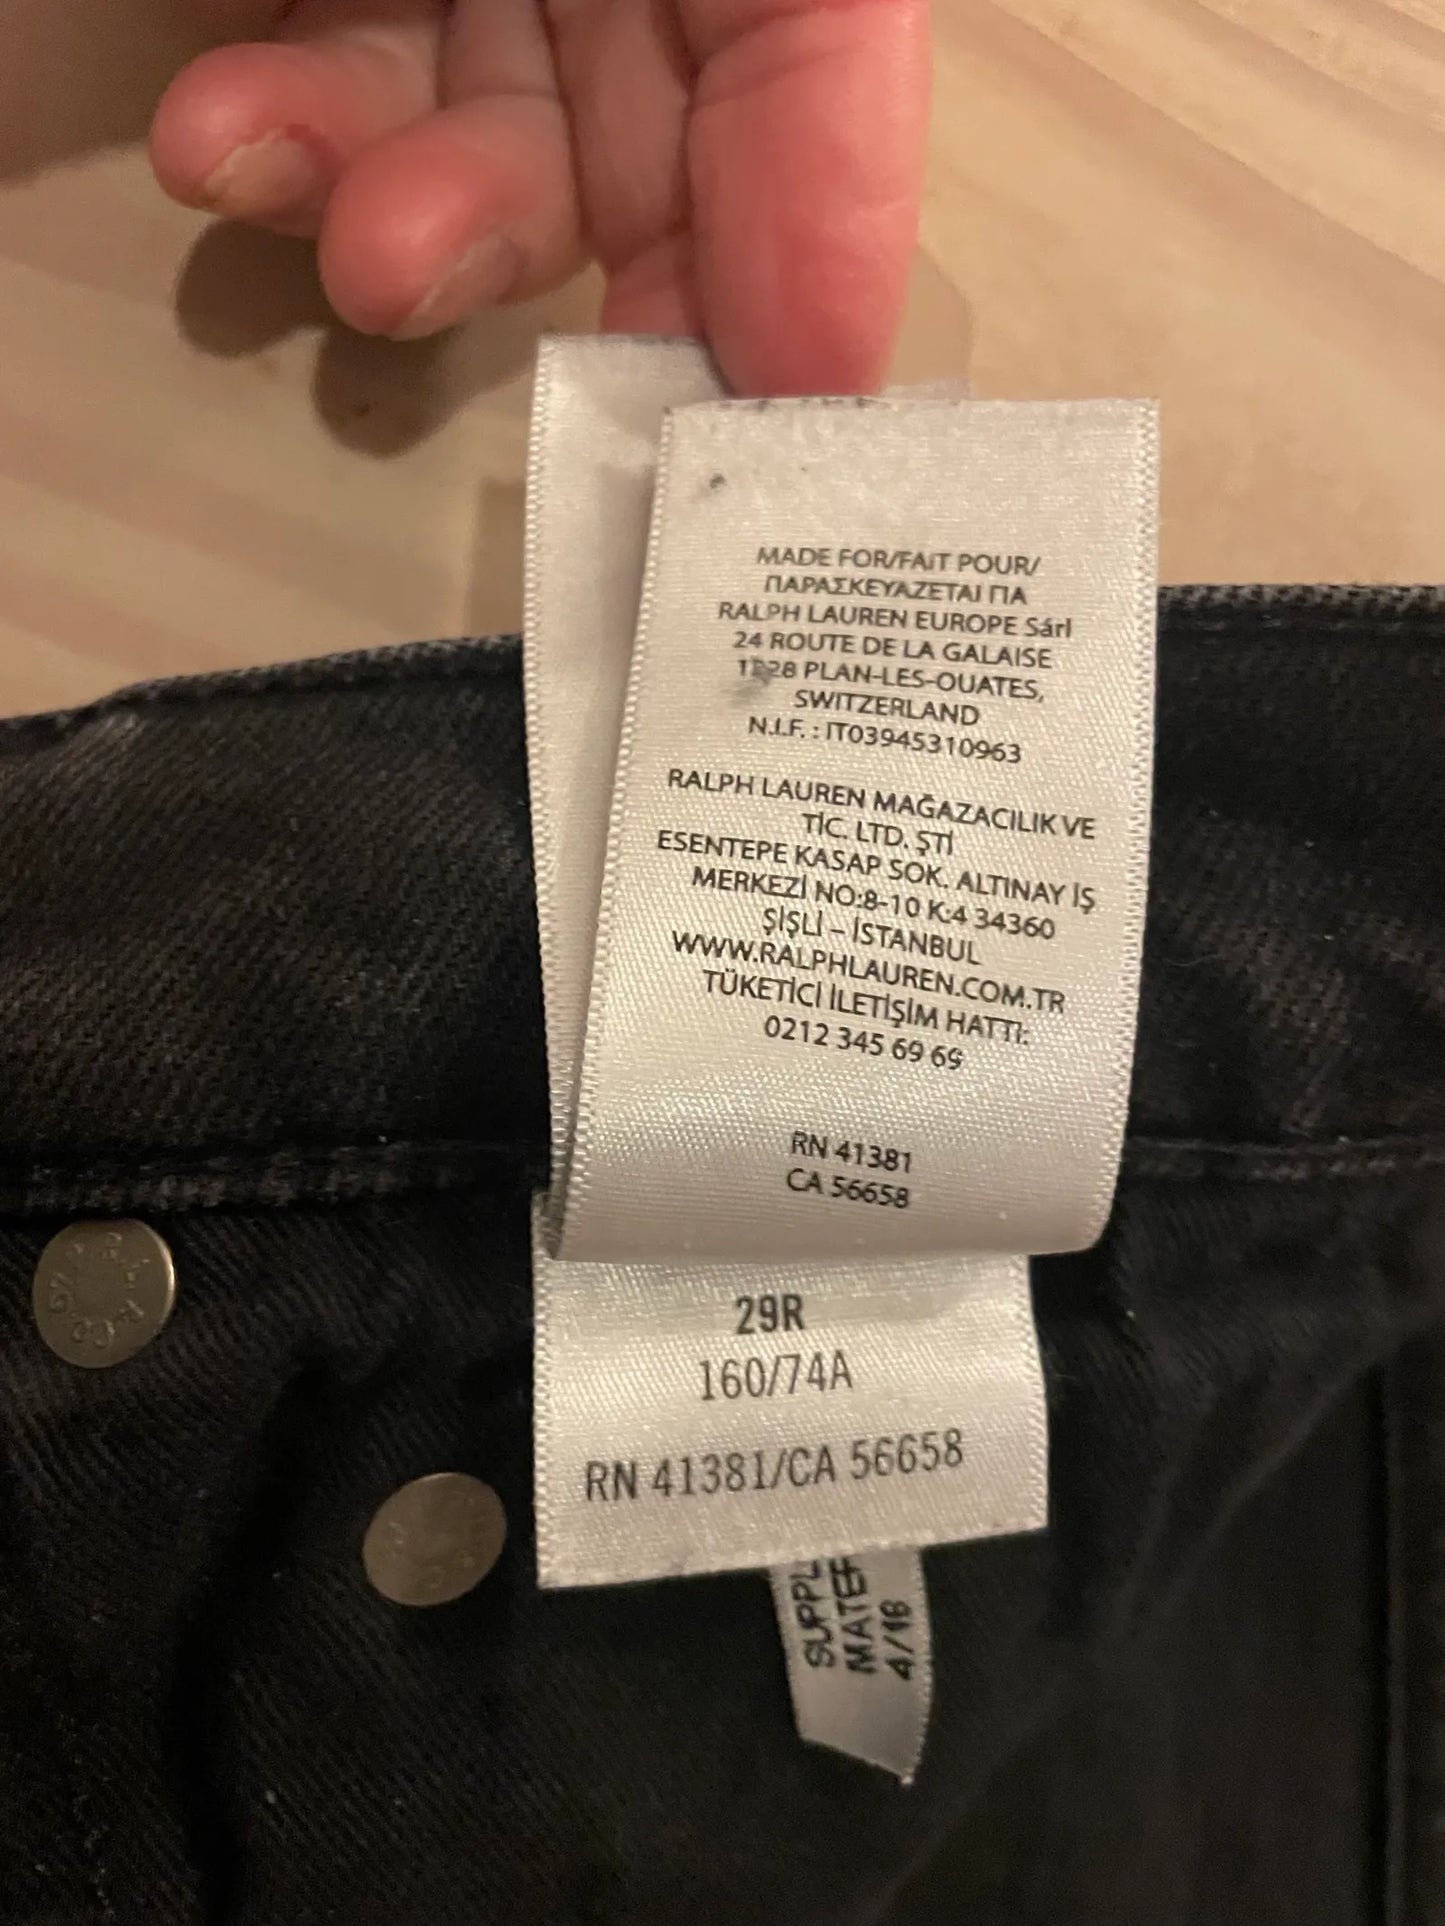 MADE FOR/FAIT POUR/
ΠΑΡΑΣΚΕΥΑΖΕΤΑΙ ΓΙΑ
RALPH LAUREN EUROPE Sárl
24 ROUTE DE LA GALAISE
PLAN-LES-OUATES,
SWITZERLAND
N.I.F. : IT03945310963
RALPH LAUREN MAĞAZACILIK VE
TİC. LTD. ŞTİ
ESENTEPE KASAP SOK. ALTINAY İŞ
MERKEZİ NO:8-10 K:4 34360
ŞİŞLİ – İSTANBUL
WWW.RALPHLAUREN.COM.TR
TÜKETİCİ İLETİŞİM HATTI:
0212 345 69 69
RN 41381
CA 56658
29R
160/74A
RN 41381/CA 56658
4/18